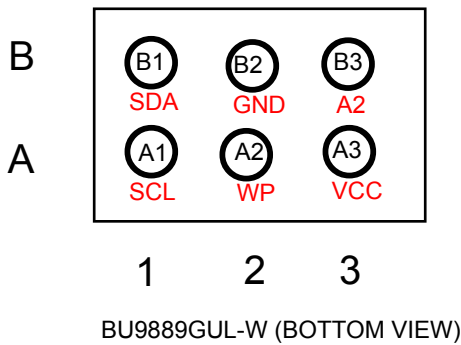 B B1 B2 B3
SDA GND A2
A A1 A2 A3
SCL WP VCC
1 2 3
BU9889GUL-W (BOTTOM VIEW)